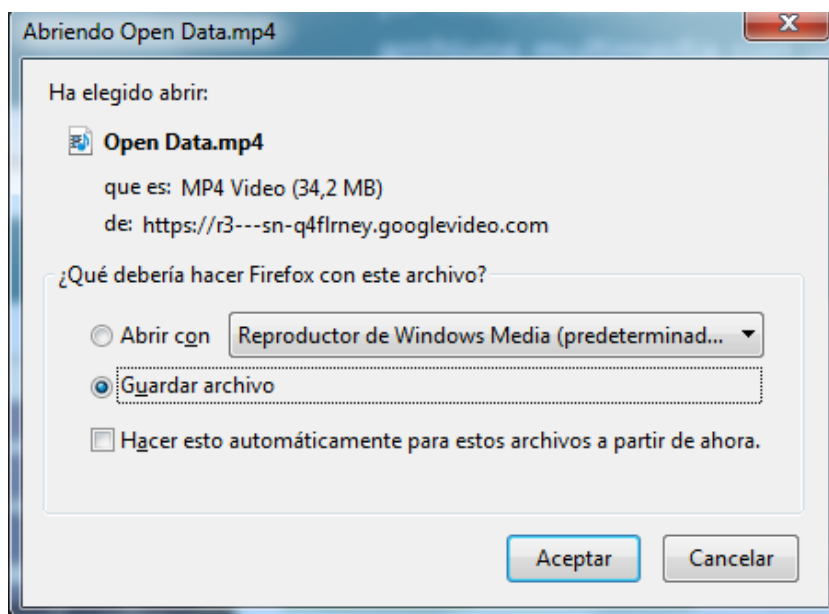 Abriendo Open Data.mp4
Ha elegido abrir:
Open Data.mp4
que es: MP4 Video (34,2 MB)
de: https://r3---sn-q4flrney.googlevideo.com
¿Qué debería hacer Firefox con este archivo?
Abrir con
Reproductor de Windows Media (predeterminad...
Guardar archivo
Hacer esto automáticamente para estos archivos a partir de ahora.
Aceptar
Cancelar